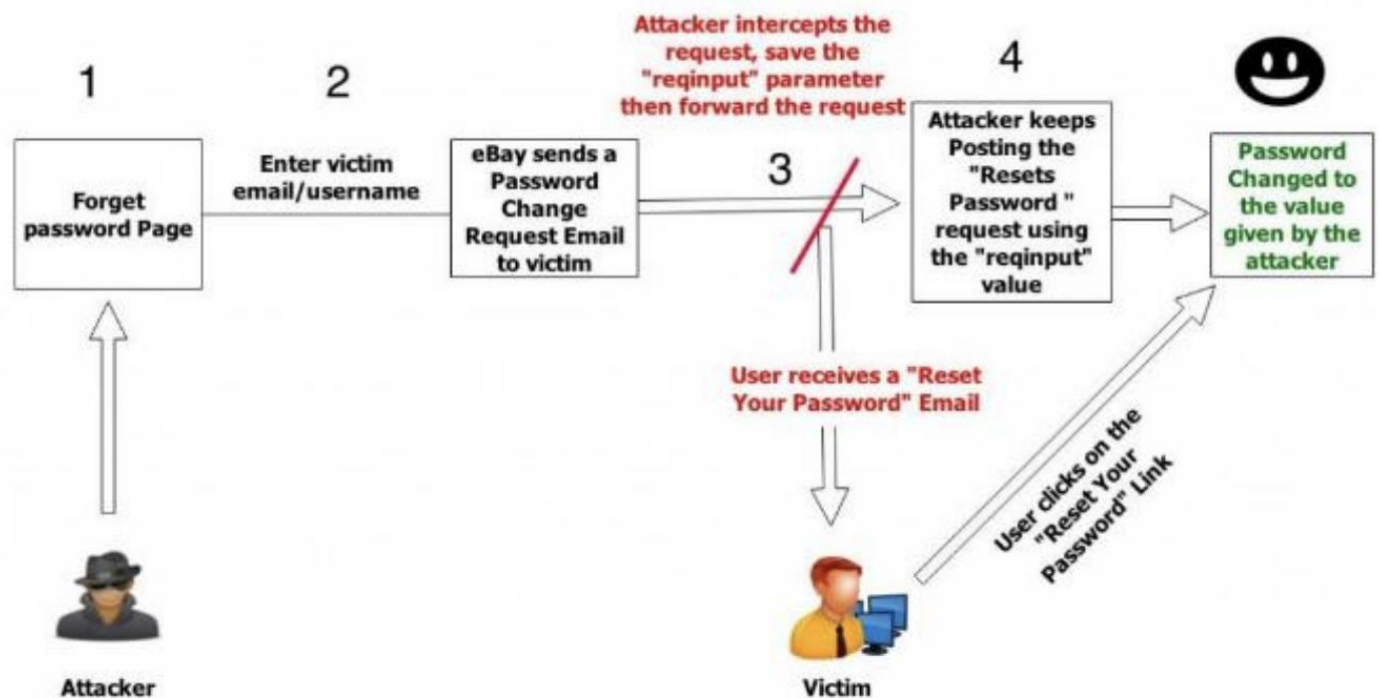 1
2
Attacker intercepts the
request, save the
"reqinput" parameter
then forward the request
4
Forget
password Page
Enter victim
email/username
eBay sends a
Password
Change
Request Email
to victim
3
Attacker keeps
Posting the
"Resets
Password "
request using
the "reqinput"
value
Password
Changed to
the value
given by the
attacker
User receives a "Reset
Your Password" Email
User clicks on the
"Reset Your
Password" Link
Attacker
Victim